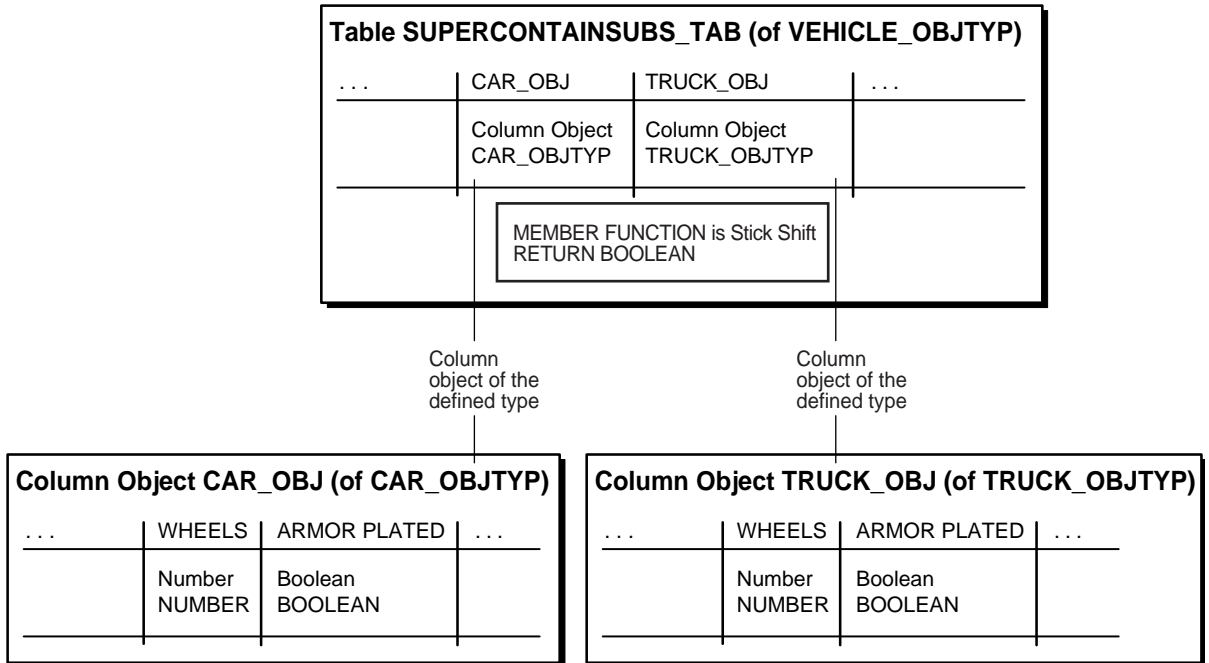 Table SUPERCONTAINSUBS_TAB (of VEHICLE_OBJTYP)
. . . CAR_OBJ TRUCK_OBJ . . .
Column Object Column Object
CAR_OBJTYP TRUCK_OBJTYP
MEMBER FUNCTION is Stick Shift
RETURN BOOLEAN
Column
object of the
defined type
Column
object of the
defined type
Column Object CAR_OBJ (of CAR_OBJTYP)
. . . WHEELS ARMOR PLATED . . .
Number Boolean
NUMBER BOOLEAN
Column Object TRUCK_OBJ (of TRUCK_OBJTYP)
. . . WHEELS ARMOR PLATED . . .
Number Boolean
NUMBER BOOLEAN